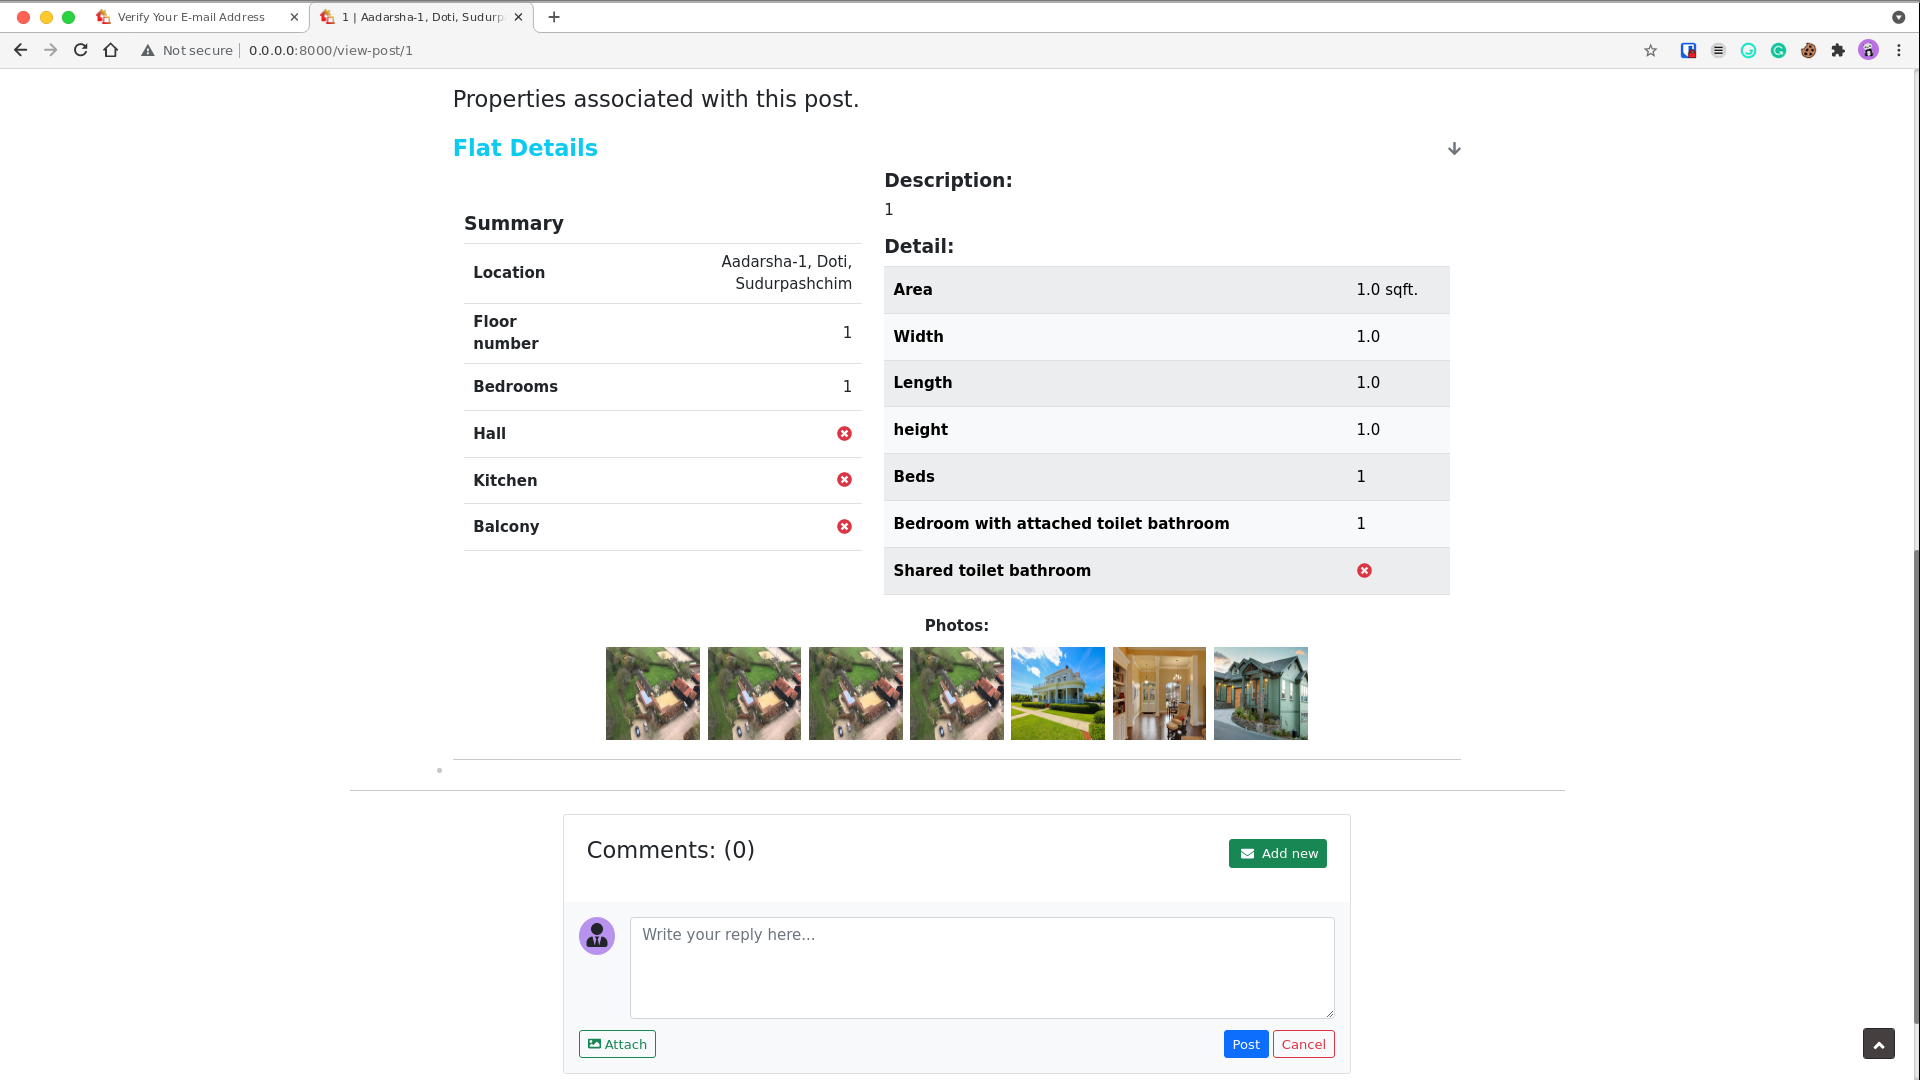 Verify Your E-mail Address
1 | Aadarsha-1, Doti, Sudurp
Not secure
0.0.0.0:8000/view-post/1
Properties associated with this post.
Flat Details
Summary
Location Aadarsha-1, Doti,
Sudurpashchim
Floor
number 1
Bedrooms 1
Hall
Kitchen
Balcony
Description:
1
Detail:
Area 1.0 sqft.
Width 1.0
Length 1.0
height 1.0
Beds 1
Bedroom with attached toilet bathroom 1
Shared toilet bathroom
Photos:
Comments: (0)
Add new
Write your reply here...
Attach
Post
Cancel